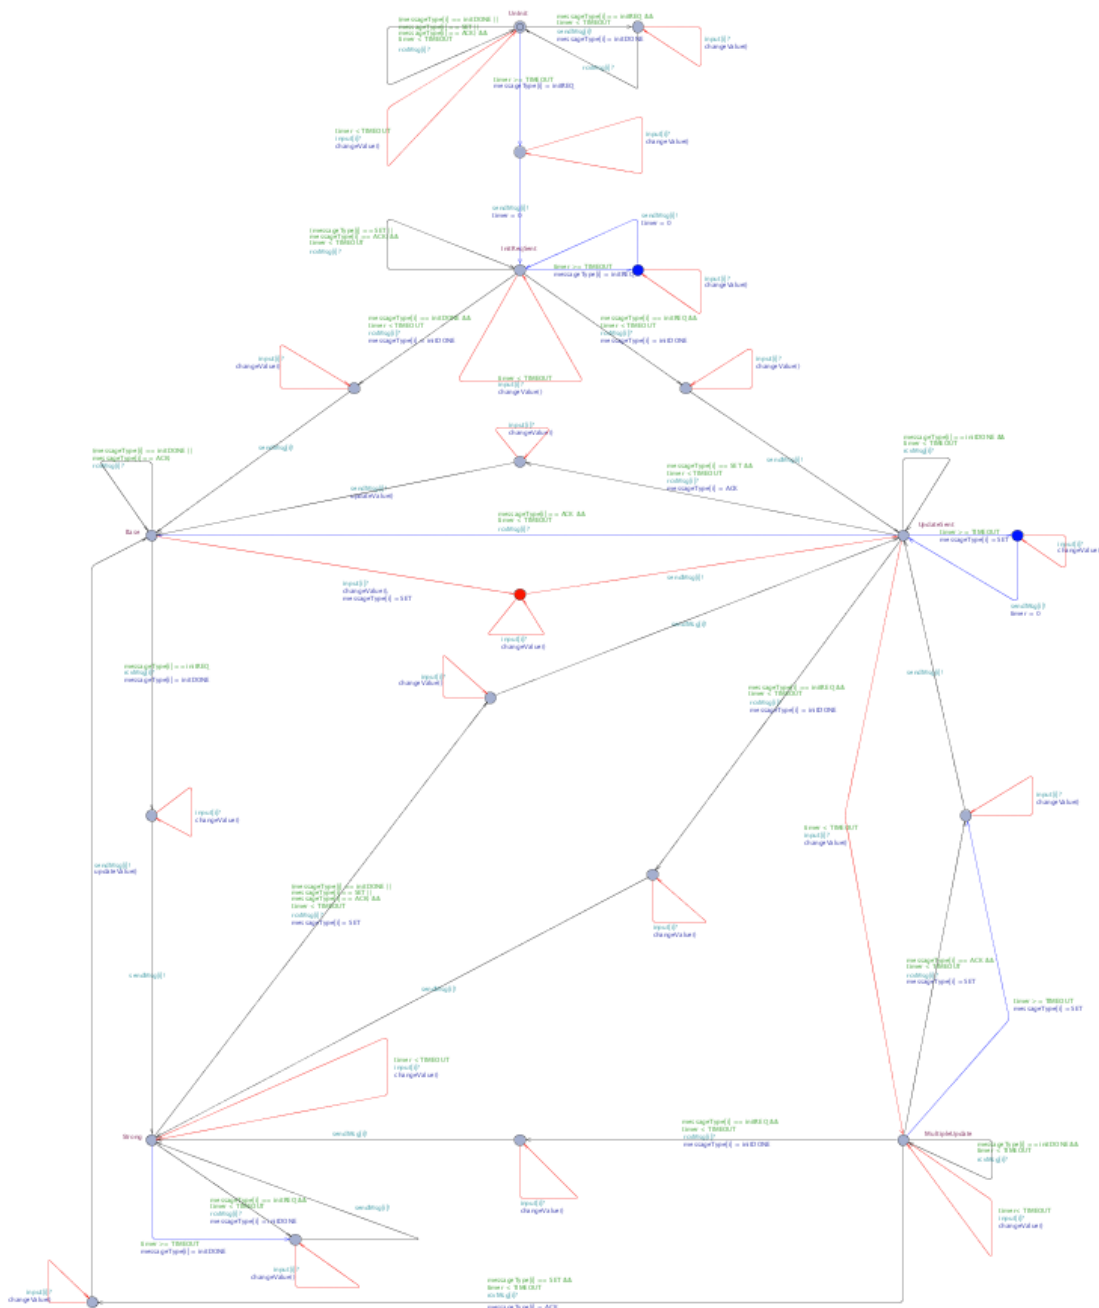 Uninit
(messageType[i] == initDONE ||
messageType[i] == SET ||
messageType[i] == ACK) &&
timer < TIMEOUT
rcvMsg[i]?
messageType[i] == initREQ &&
timer < TIMEOUT
sendMsg[i]!
messageType[i] = initDONE
rcvMsg[i]?
input[i]?
changeValue()
timer >= TIMEOUT
messageType[i] = initREQ
timer < TIMEOUT
input[i]?
changeValue()
input[i]?
changeValue()
sendMsg[i]!
timer = 0
(messageType[i] == SET ||
messageType[i] == ACK) &&
timer < TIMEOUT
rcvMsg[i]?
sendMsg[i]!
timer = 0
timer >= TIMEOUT
messageType[i] = initREQ
input[i]?
changeValue()
messageType[i] == initDONE &&
timer < TIMEOUT
rcvMsg[i]?
messageType[i] = initDONE
messageType[i] == initREQ &&
timer < TIMEOUT
rcvMsg[i]?
messageType[i] = initDONE
input[i]?
changeValue()
input[i]?
changeValue()
timer < TIMEOUT
input[i]?
changeValue()
input[i]?
changeValue()
sendMsg[i]!
sendMsg[i]!
(messageType[i] == initDONE ||
messageType[i] == ACK)
rcvMsg[i]?
messageType[i] == initDONE &&
timer < TIMEOUT
rcvMsg[i]?
sendMsg[i]!
updateValue()
messageType[i] == SET &&
timer < TIMEOUT
rcvMsg[i]?
messageType[i] = ACK
messageType[i] == ACK &&
timer < TIMEOUT
rcvMsg[i]?
Base
UpdateSent
timer >= TIMEOUT
messageType[i] = SET
input[i]?
changeValue()
input[i]?
changeValue(),
messageType[i] = SET
sendMsg[i]!
sendMsg[i]!
timer = 0
input[i]?
changeValue()
sendMsg[i]!
messageType[i] == initREQ
rcvMsg[i]?
messageType[i] = initDONE
input[i]?
changeValue()
messageType[i] == initREQ &&
timer < TIMEOUT
rcvMsg[i]?
messageType[i] = initDONE
sendMsg[i]!
input[i]?
changeValue()
input[i]?
changeValue()
timer < TIMEOUT
input[i]?
changeValue()
sendMsg[i]!
updateValue()
(messageType[i] == initDONE ||
messageType[i] == SET ||
messageType[i] == ACK) &&
timer < TIMEOUT
rcvMsg[i]?
messageType[i] = SET
input[i]?
changeValue()
sendMsg[i]!
sendMsg[i]!
messageType[i] == ACK &&
timer < TIMEOUT
rcvMsg[i]?
messageType[i] = SET
timer >= TIMEOUT
messageType[i] = SET
timer < TIMEOUT
input[i]?
changeValue()
Strong
sendMsg[i]!
messageType[i] == initREQ &&
timer < TIMEOUT
rcvMsg[i]?
messageType[i] = initDONE
MultipleUpdate
messageType[i] == initDONE &&
timer < TIMEOUT
rcvMsg[i]?
messageType[i] == initREQ &&
timer < TIMEOUT
rcvMsg[i]?
messageType[i] = initDONE
sendMsg[i]!
input[i]?
changeValue()
timer < TIMEOUT
input[i]?
changeValue()
timer >= TIMEOUT
messageType[i] = initDONE
input[i]?
changeValue()
input[i]?
changeValue()
messageType[i] == SET &&
timer < TIMEOUT
rcvMsg[i]?
messageType[i] = ACK